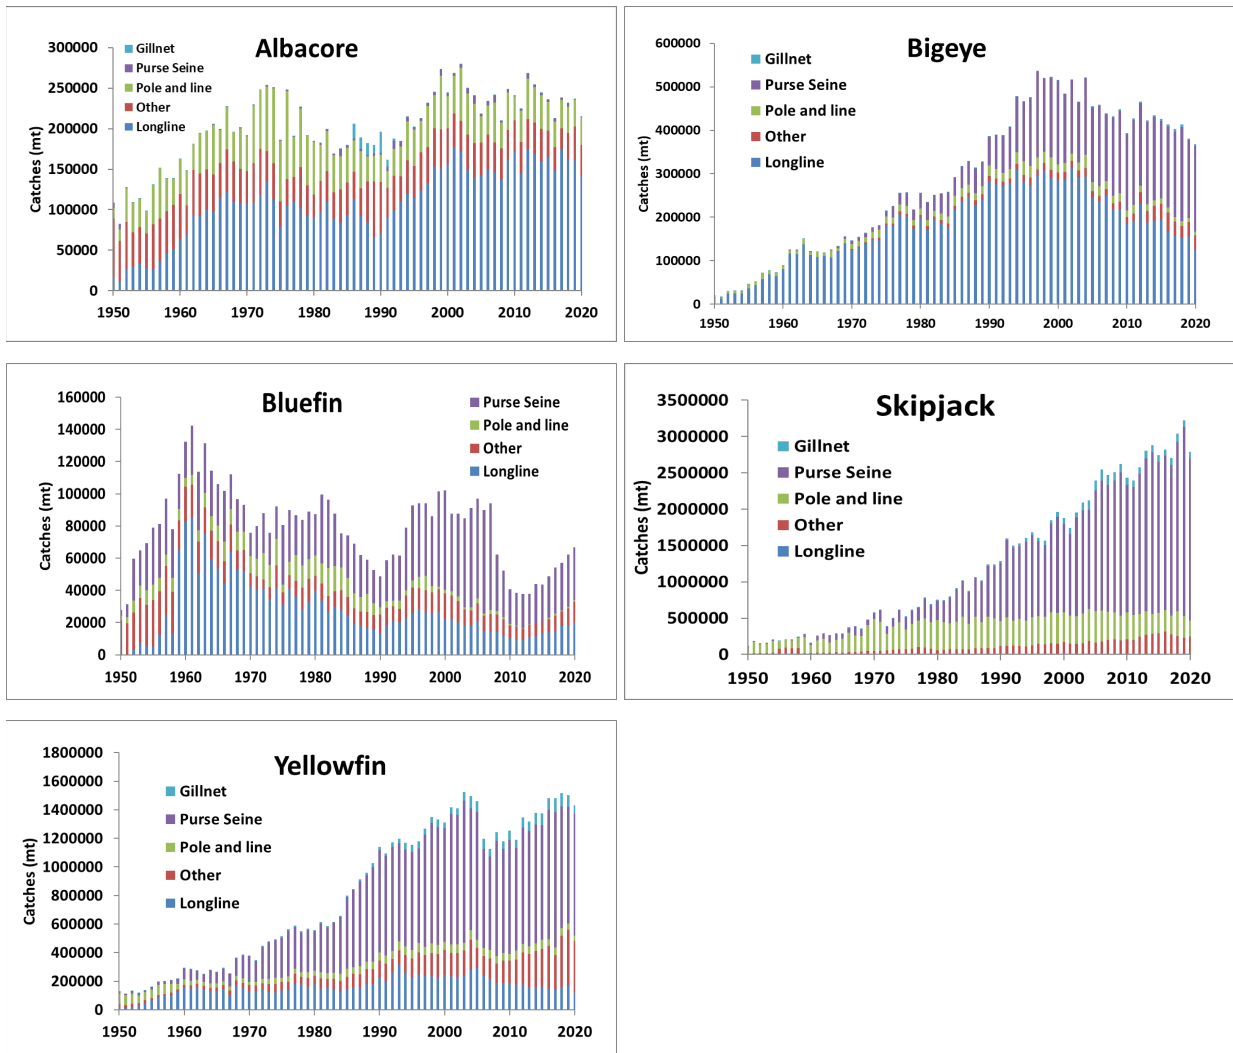 Albacore
Catches (mt)
300000
250000
200000
150000
100000
50000
0
Gillnet
Purse Seine
Pole and line
Other
Longline
1950 1960 1970 1980 1990 2000 2010 2020
Bigeye
Catches (mt)
600000
500000
400000
300000
200000
100000
0
Gillnet
Purse Seine
Pole and line
Other
Longline
1950 1960 1970 1980 1990 2000 2010 2020
Bluefin
Catches (mt)
160000
140000
120000
100000
80000
60000
40000
20000
0
Purse Seine
Pole and line
Other
Longline
1950 1960 1970 1980 1990 2000 2010 2020
Skipjack
Catches (mt)
3500000
3000000
2500000
2000000
1500000
1000000
500000
0
Gillnet
Purse Seine
Pole and line
Other
Longline
1950 1960 1970 1980 1990 2000 2010 2020
Yellowfin
Catches (mt)
1800000
1600000
1400000
1200000
1000000
800000
600000
400000
200000
0
Gillnet
Purse Seine
Pole and line
Other
Longline
1950 1960 1970 1980 1990 2000 2010 2020